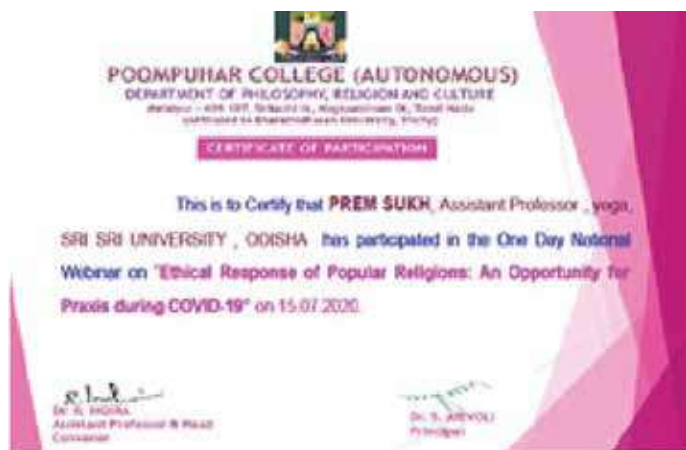 POOMPUHAR COLLEGE (AUTONOMOUS)
DEPARTMENT OF PHILOSOPHY, RELIGION AND CULTURE
CERTIFICATE OF PARTICIPATION
This is to Certify that PREM SUKH, Assistant Professor , yoga,
SRI SRI UNIVERSITY , ODISHA has participated in the One Day National
Webinar on "Ethical Response of Popular Religions: An Opportunity for
Praxis during COVID-19" on 15.07.2020.
Assistant Professor & Head
Convenor
Principal